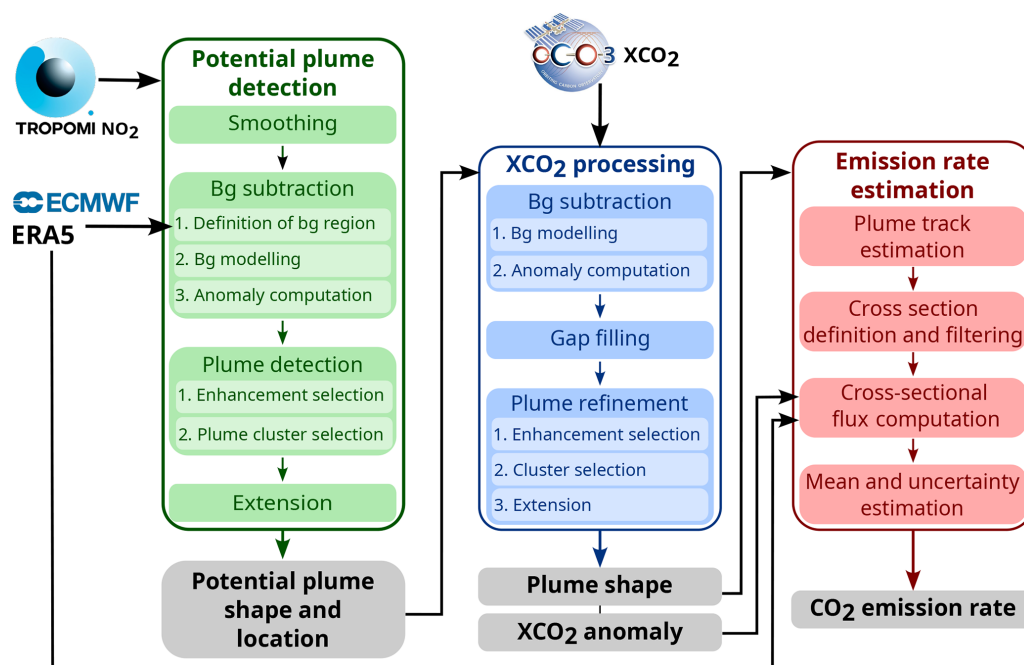 TROPOMI NO2
ECMWF
ERA5
Potential plume
detection
Smoothing
Bg subtraction
1. Definition of bg region
2. Bg modelling
3. Anomaly computation
Plume detection
1. Enhancement selection
2. Plume cluster selection
Extension
Potential plume
shape and
location
OCO-3 XCO2
XCO2 processing
Bg subtraction
1. Bg modelling
2. Anomaly computation
Gap filling
Plume refinement
1. Enhancement selection
2. Cluster selection
3. Extension
Plume shape
XCO2 anomaly
Emission rate
estimation
Plume track
estimation
Cross section
definition and filtering
Cross-sectional
flux computation
Mean and uncertainty
estimation
CO2 emission rate